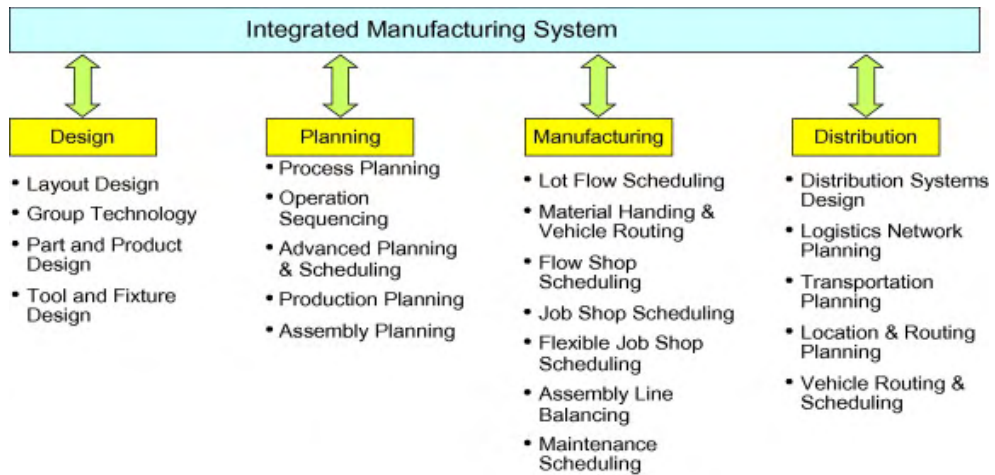 Integrated Manufacturing System
Design
• Layout Design
• Group Technology
• Part and Product
Design
• Tool and Fixture
Design
Planning
• Process Planning
• Operation
Sequencing
• Advanced Planning
& Scheduling
• Production Planning
• Assembly Planning
Manufacturing
• Lot Flow Scheduling
• Material Handing &
Vehicle Routing
• Flow Shop
Scheduling
• Job Shop Scheduling
• Flexible Job Shop
Scheduling
• Assembly Line
Balancing
• Maintenance
Scheduling
Distribution
• Distribution Systems
Design
• Logistics Network
Planning
• Transportation
Planning
• Location & Routing
Planning
• Vehicle Routing &
Scheduling